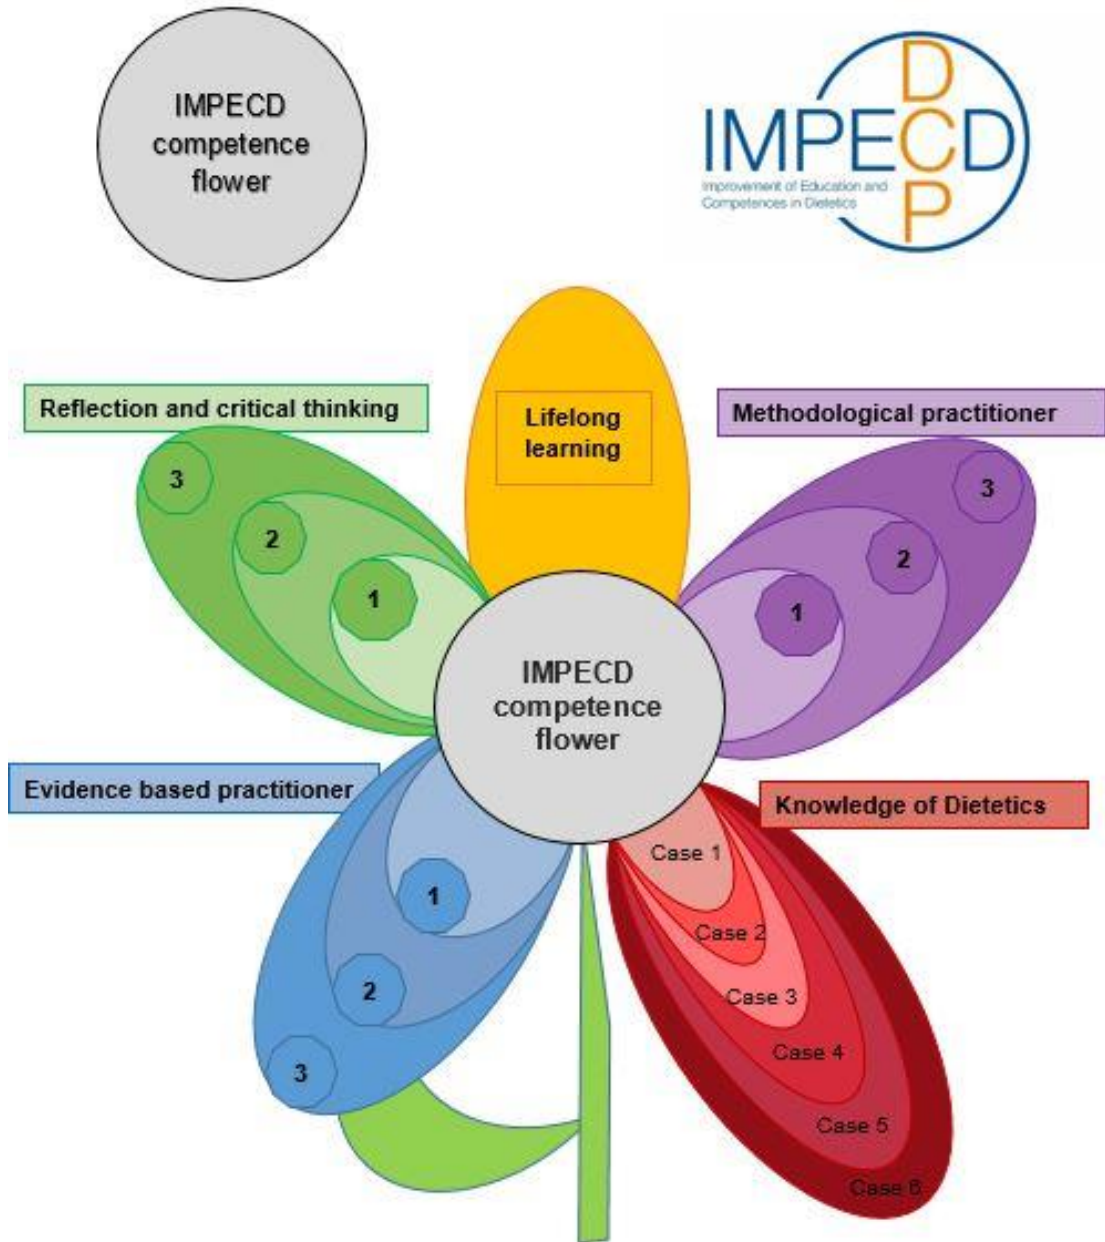 IMPECD
competence
flower
D
IMPECD
C
P
Improvement of Education and
Competences in Dietetics
Reflection and critical thinking
Lifelong
learning
Methodological practitioner
3
2
1
3
2
1
IMPECD
competence
flower
Evidence based practitioner
Knowledge of Dietetics
1
2
3
Case 1
Case 2
Case 3
Case 4
Case 5
Case 6